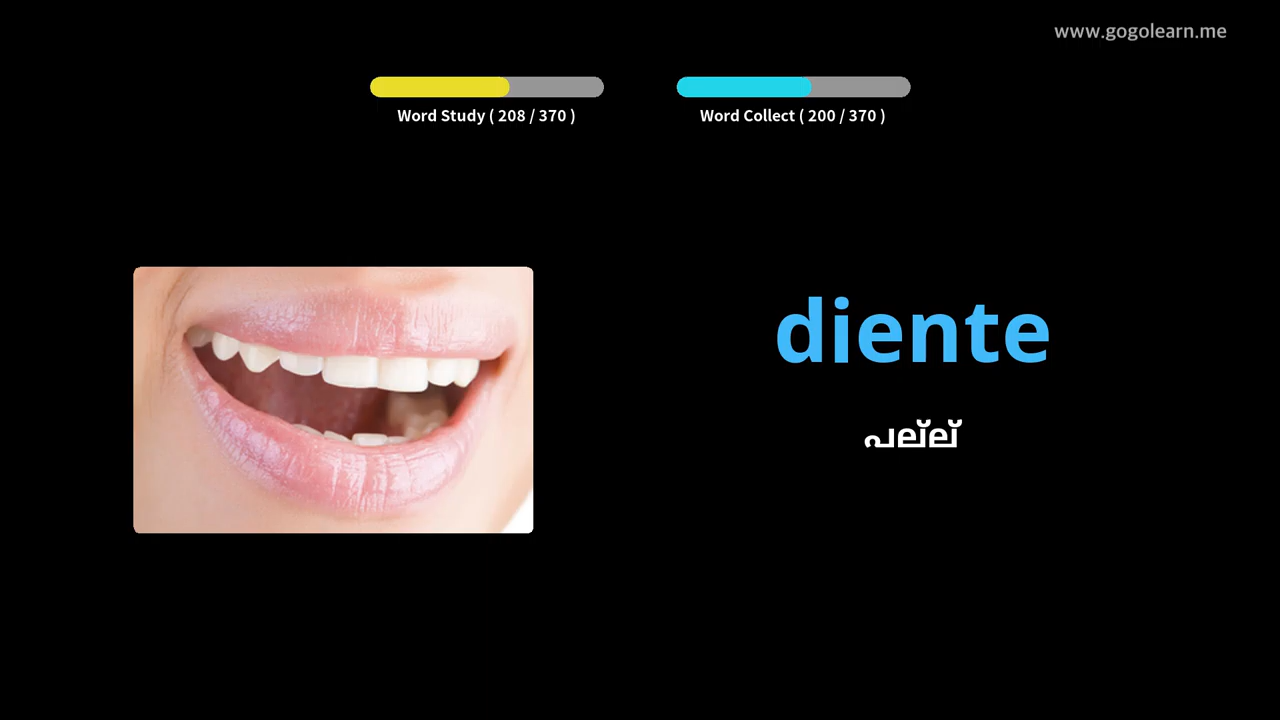 www.gogolearn.me
Word Study ( 208 / 370 )
Word Collect ( 200 / 370 )
diente
പല്ല്